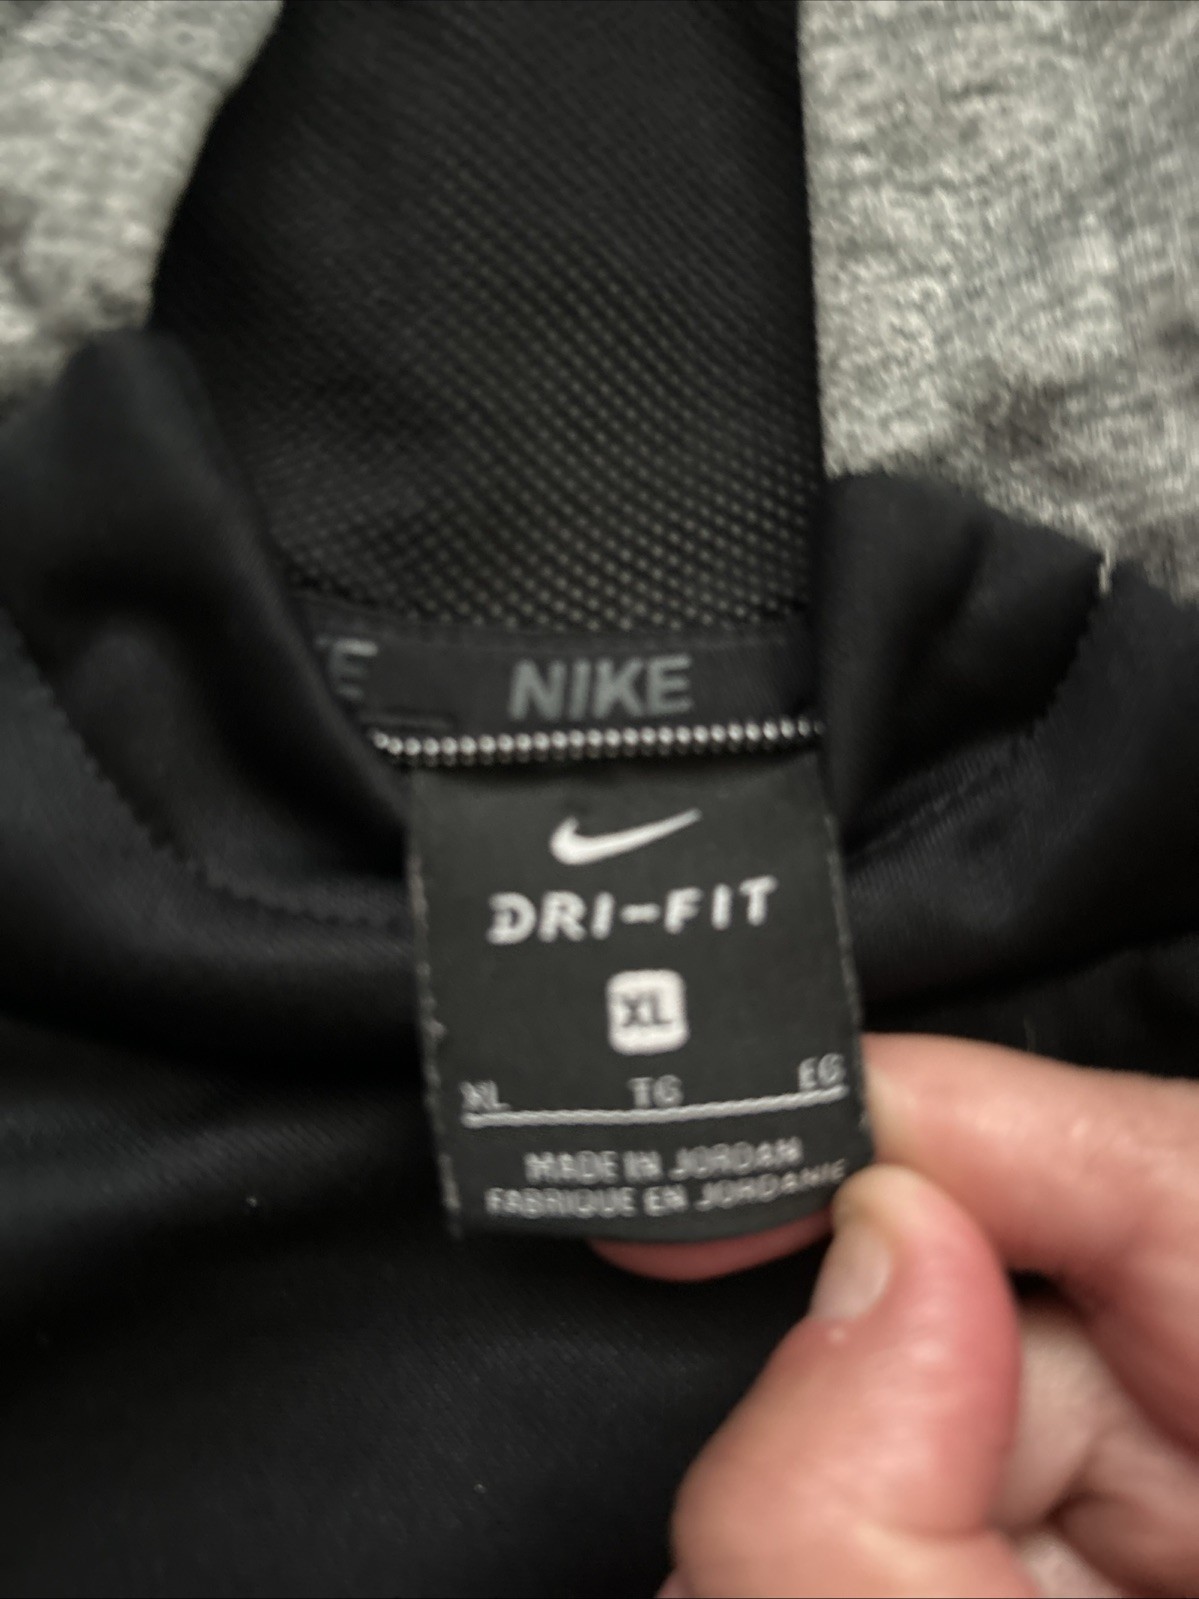 E NIKE
DRI-FIT
XL
XL TG EG
MADE IN JORDAN
FABRIQUE EN JORDANIE